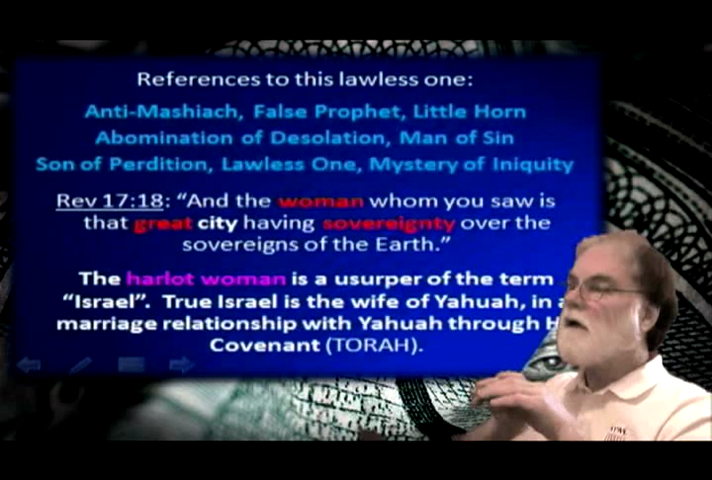 References to this lawless one:
Anti-Mashiach, False Prophet, Little Horn
Abomination of Desolation, Man of Sin
Son of Perdition, Lawless One, Mystery of Iniquity
Rev 17:18: “And the woman whom you saw is
that great city having sovereignty over the
sovereigns of the Earth.”
The harlot woman is a usurper of the term
“Israel”. True Israel is the wife of Yahuah, in a
marriage relationship with Yahuah through
Covenant (TORAH).